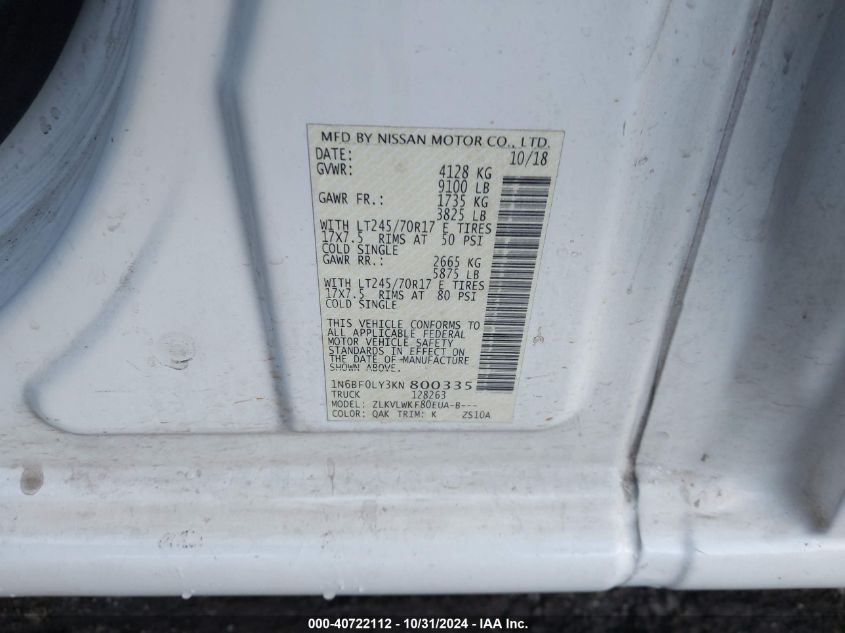 MFD BY NISSAN MOTOR CO., LTD.
DATE: 10/18
GVWR: 4128 KG
9100 LB
GAWR FR.: 1735 KG
3825 LB
WITH LT245/70R17 E TIRES
17X7.5 RIMS AT 50 PSI
COLD SINGLE
GAWR RR.: 2665 KG
5875 LB
WITH LT245/70R17 E TIRES
17X7.5 RIMS AT 80 PSI
COLD SINGLE
THIS VEHICLE CONFORMS TO
ALL APPLICABLE FEDERAL
MOTOR VEHICLE SAFETY
STANDARDS IN EFFECT ON
THE DATE OF MANUFACTURE
SHOWN ABOVE.
1N6BF0LY3KN 800335
TRUCK 128263
MODEL: ZLKVLWKF80EUA-B---
COLOR: QAK TRIM: K ZS10A
000-40722112 - 10/31/2024 - IAA Inc.